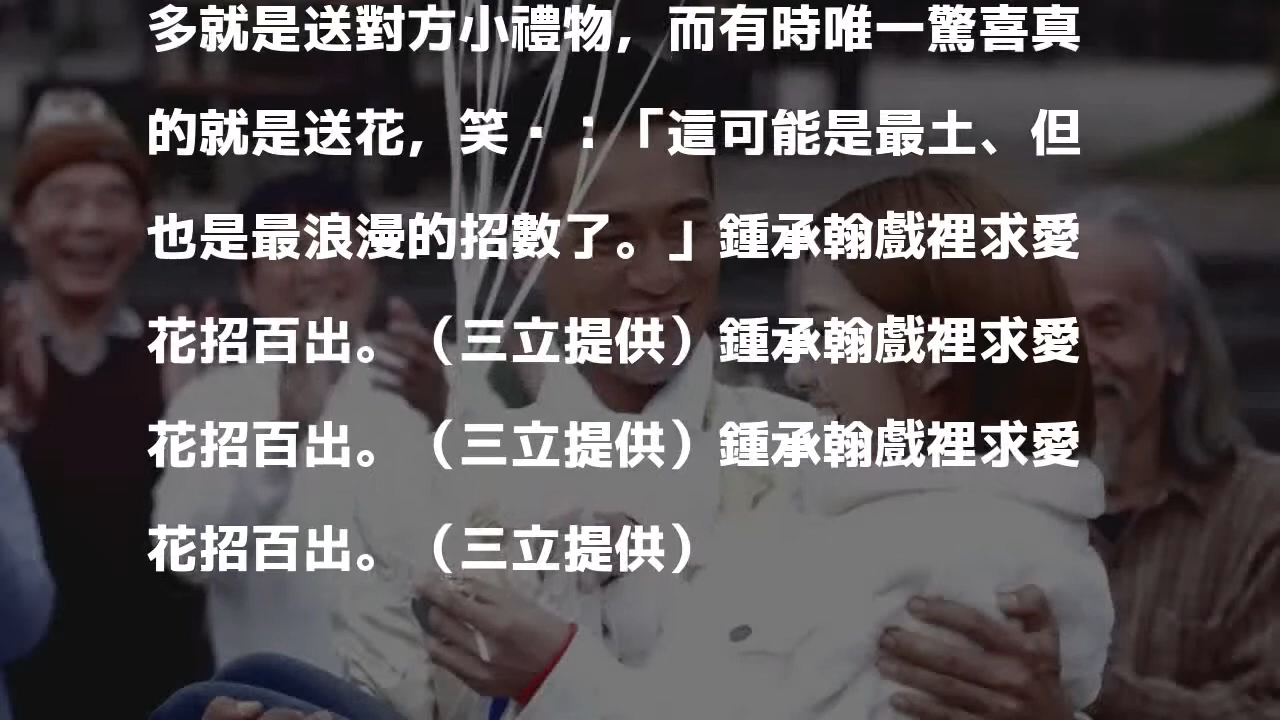 多就是送對方小禮物，而有時唯一驚喜真
的就是送花，笑·：「這可能是最土、但
也是最浪漫的招數了。」鍾承翰戲裡求愛
花招百出。（三立提供）鍾承翰戲裡求愛
花招百出。（三立提供）鍾承翰戲裡求愛
花招百出。（三立提供）